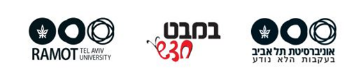 RAMOT TEL AVIV
UNIVERSITY
במבט
חדש
אוניברסיטת תל אביב
בעקבות הלא נודע